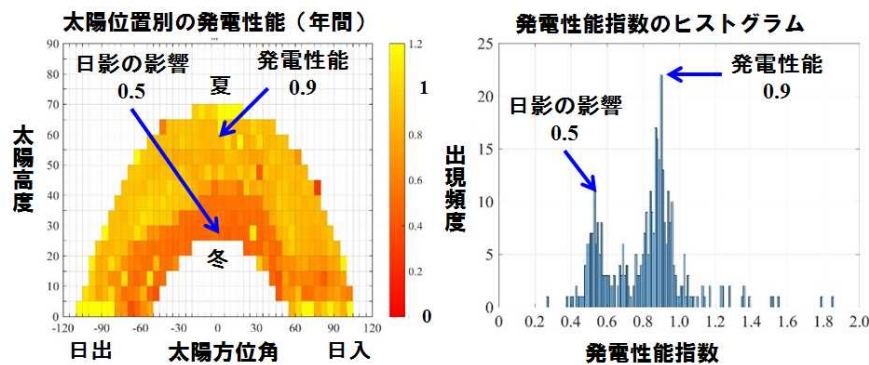 太陽位置別の発電性能（年間）
90
80
70
60
50
40
30
20
10
0
太陽高度
日影の影響
0.5
夏
発電性能
0.9
冬
-120 -90 -60 -30 0 30 60 90 120
日出 太陽方位角 日入
1.2
1
0.8
0.6
0.4
0.2
0
発電性能指数のヒストグラム
25
20
15
10
5
0
出現頻度
日影の影響
0.5
発電性能
0.9
0 0.2 0.4 0.6 0.8 1.0 1.2 1.4 1.6 1.8 2.0
発電性能指数